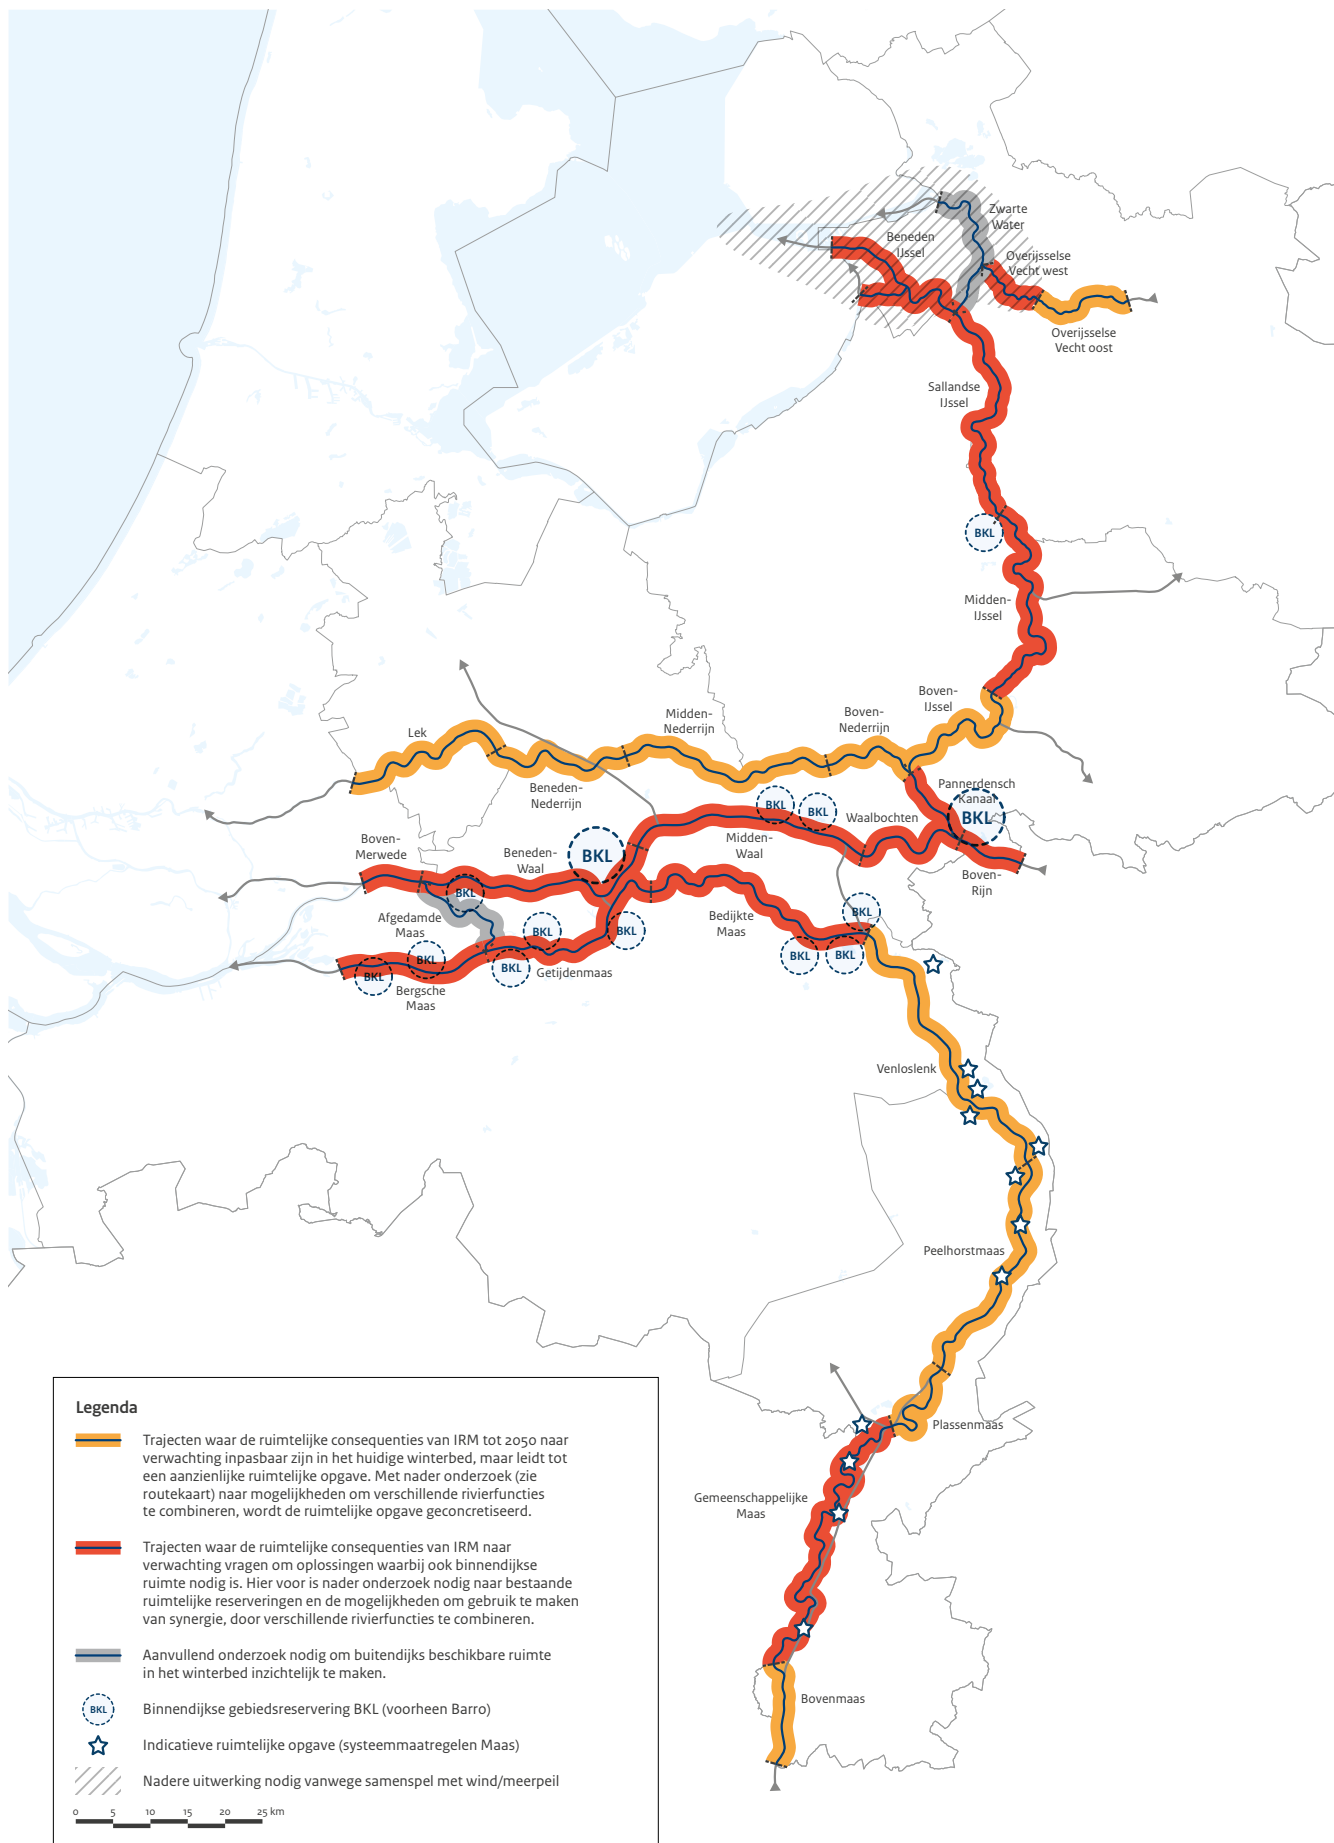 Zwarte
Water
Beneden
IJssel
Overijsselse
Vecht west
Overijsselse
Vecht oost
Sallandse
IJssel
BKL
Midden-
IJssel
Boven-
IJssel
Midden-
Nederrijn
Boven-
Nederrijn
Lek
Beneden-
Nederrijn
Pannerdensch
Kanaal
BKL
BKL
BKL
Waalbochten
Boven-
Merwede
Beneden-
Waal
BKL
Midden-
Waal
Boven-
Rijn
BKL
Afgedamde
Maas
BKL
BKL
BKL
Bedijkte
Maas
BKL
BKL
BKL
BKL
BKL
BKL
Getijdenmaas
Bergsche
Maas
Venloslenk
Peelhorstmaas
Plassenmaas
Gemeenschappelijke
Maas
Bovenmaas
Legenda
Trajecten waar de ruimtelijke consequenties van IRM tot 2050 naar
verwachting inpasbaar zijn in het huidige winterbed, maar leidt tot
een aanzienlijke ruimtelijke opgave. Met nader onderzoek (zie
routekaart) naar mogelijkheden om verschillende rivierfuncties
te combineren, wordt de ruimtelijke opgave geconcretiseerd.
Trajecten waar de ruimtelijke consequenties van IRM naar
verwachting vragen om oplossingen waarbij ook binnendijkse
ruimte nodig is. Hier voor is nader onderzoek nodig naar bestaande
ruimtelijke reserveringen en de mogelijkheden om gebruik te maken
van synergie, door verschillende rivierfuncties te combineren.
Aanvullend onderzoek nodig om buitendijks beschikbare ruimte
in het winterbed inzichtelijk te maken.
BKL Binnendijkse gebiedsreservering BKL (voorheen Barro)
Indicatieve ruimtelijke opgave (systeemmaatregelen Maas)
Nadere uitwerking nodig vanwege samenspel met wind/meerpeil
0 5 10 15 20 25 km